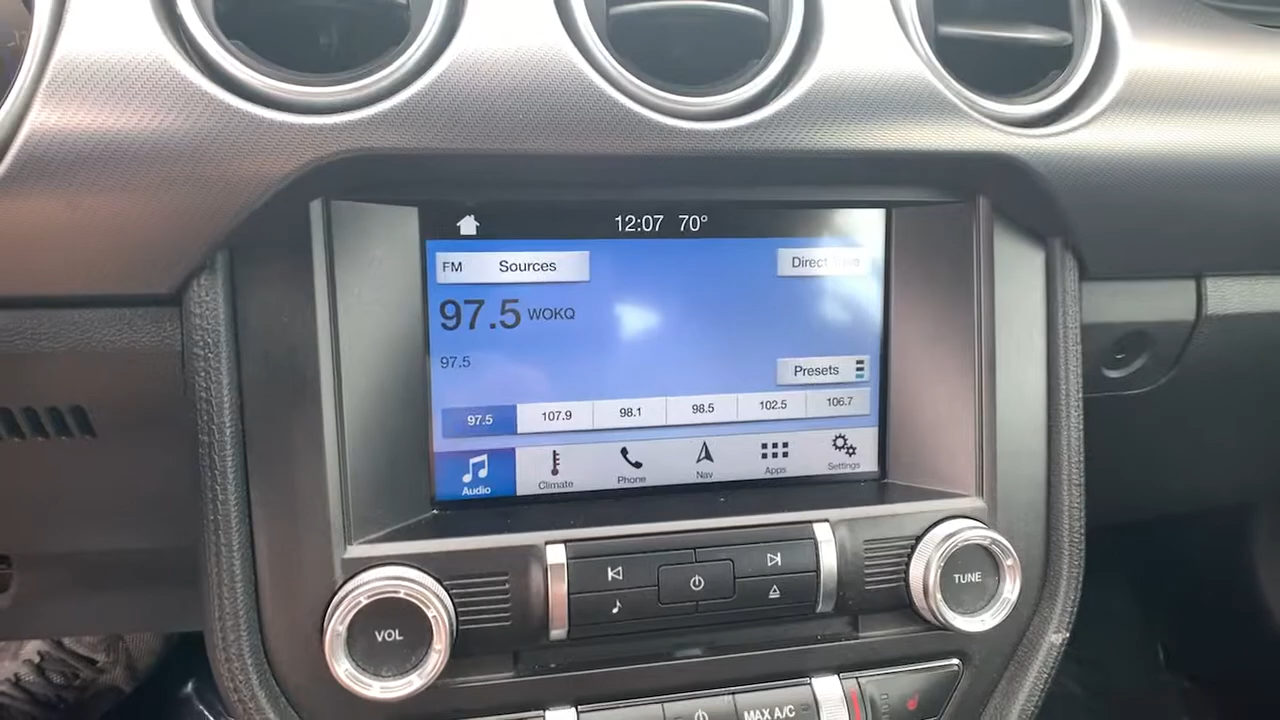 12:07 70°
FM Sources
Direct
97.5 WOKQ
97.5
Presets
97.5 107.9 98.1 98.5 102.5 106.7
Audio Climate Phone Nav Apps Settings
VOL
TUNE
MAX A/C